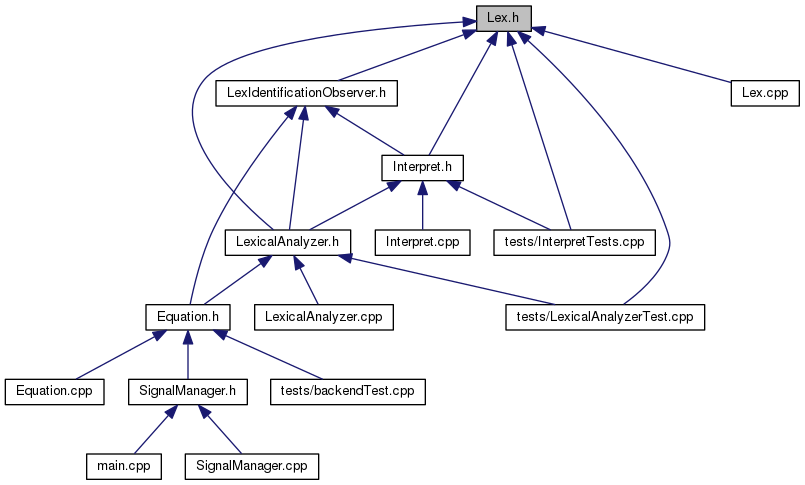 Lex.h
LexIdentificationObserver.h
Lex.cpp
Interpret.h
LexicalAnalyzer.h
Interpret.cpp
tests/InterpretTests.cpp
Equation.h
LexicalAnalyzer.cpp
tests/LexicalAnalyzerTest.cpp
Equation.cpp
SignalManager.h
tests/backendTest.cpp
main.cpp
SignalManager.cpp